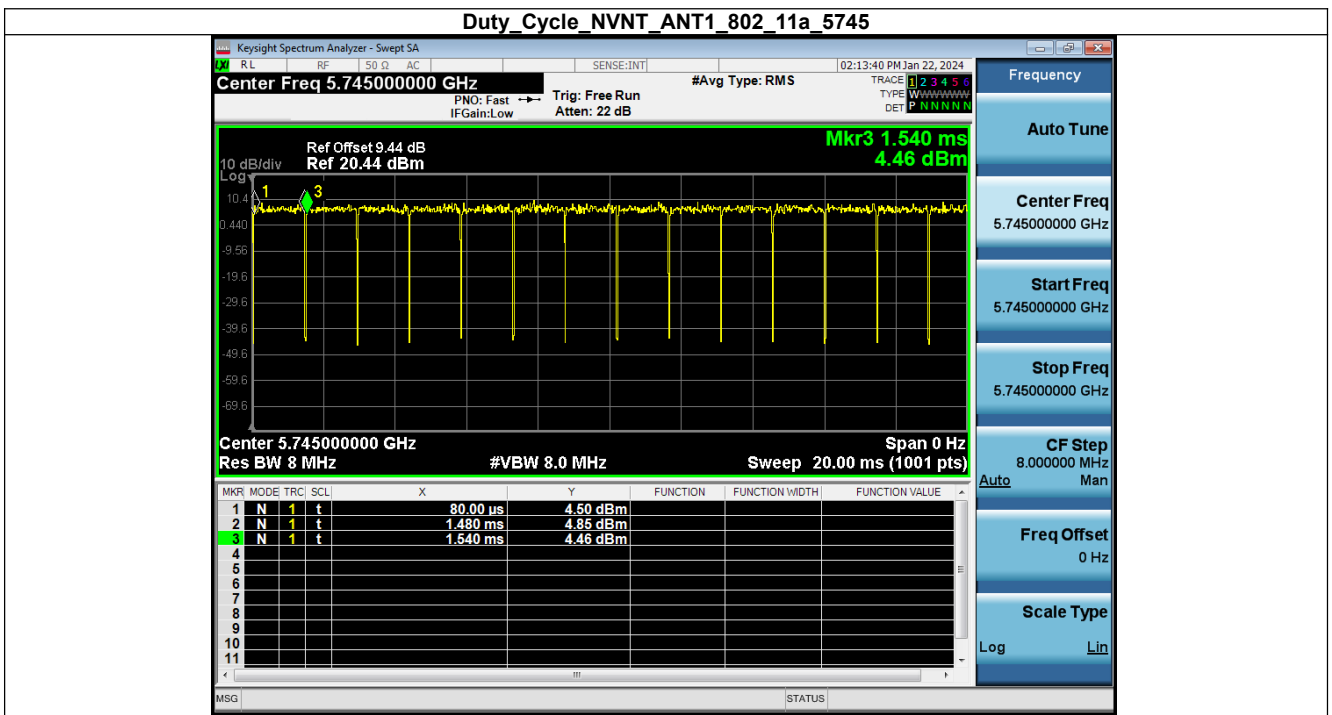 Duty_Cycle_NVNT_ANT1_802_11a_5745
Keysight Spectrum Analyzer - Swept SA
LXI RL RF 50 Ω AC SENSE:INT 02:13:40 PM Jan 22, 2024
Center Freq 5.745000000 GHz
#Avg Type: RMS
TRACE 1 2 3 4 5 6
TYPE WWWWWW
DET P N N N N N
PNO: Fast Trig: Free Run
IFGain:Low Atten: 22 dB
Mkr3 1.540 ms
4.46 dBm
Ref Offset 9.44 dB
10 dB/div Ref 20.44 dBm
Log
1 3
10.4
0.440
-9.56
-19.6
-29.6
-39.6
-49.6
-59.6
-69.6
Center 5.745000000 GHz Span 0 Hz
Res BW 8 MHz #VBW 8.0 MHz Sweep 20.00 ms (1001 pts)
MKR MODE TRC SCL X Y FUNCTION FUNCTION WIDTH FUNCTION VALUE
1 N 1 t 80.00 µs 4.50 dBm
2 N 1 t 1.480 ms 4.85 dBm
3 N 1 t 1.540 ms 4.46 dBm
4
5
6
7
8
9
10
11
MSG STATUS
Frequency
Auto Tune
Center Freq
5.745000000 GHz
Start Freq
5.745000000 GHz
Stop Freq
5.745000000 GHz
CF Step
8.000000 MHz
Auto Man
Freq Offset
0 Hz
Scale Type
Log Lin